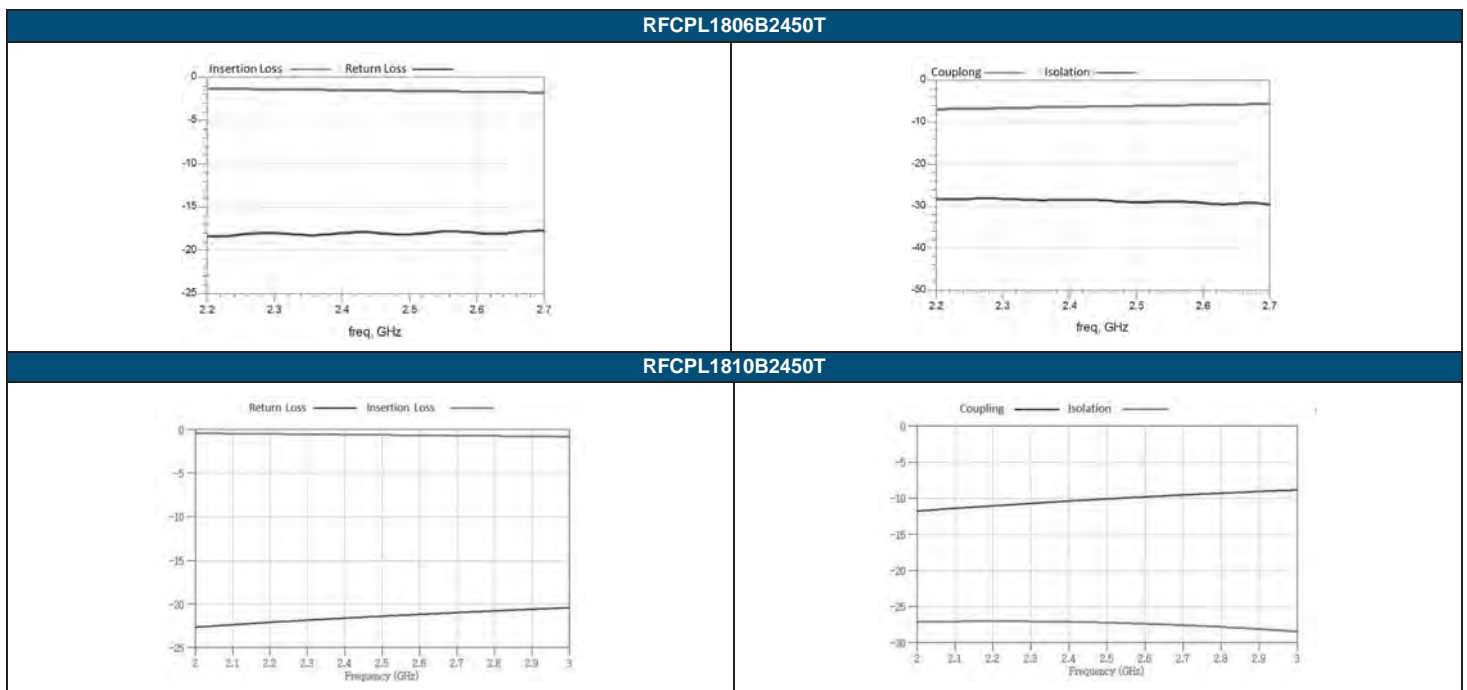 RFCPL1806B2450T
Insertion Loss Return Loss
0
-5
-10
-15
-20
-25
2.2 2.3 2.4 2.5 2.6 2.7
freq, GHz
Couplong Isolation
0
-10
-20
-30
-40
-50
2.2 2.3 2.4 2.5 2.6 2.7
freq, GHz
RFCPL1810B2450T
Return Loss Insertion Loss
0
-5
-10
-15
-20
-25
2 2.1 2.2 2.3 2.4 2.5 2.6 2.7 2.8 2.9 3
Frequency (GHz)
Coupling Isolation
0
-5
-10
-15
-20
-25
-30
2 2.1 2.2 2.3 2.4 2.5 2.6 2.7 2.8 2.9 3
Frequency (GHz)